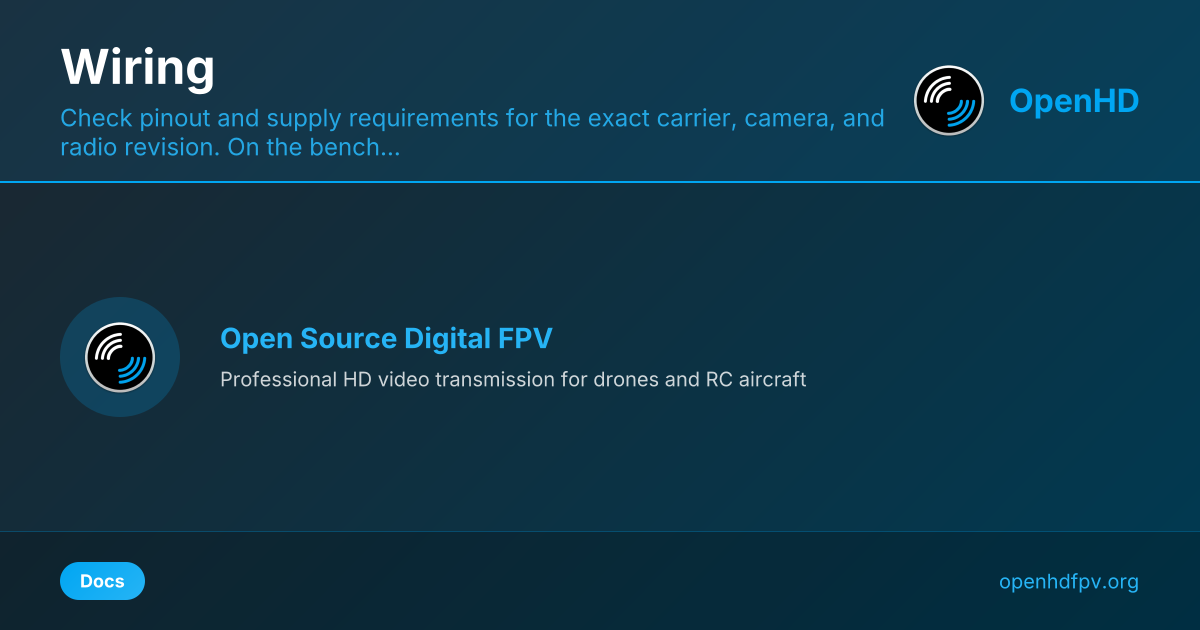 Wiring
Check pinout and supply requirements for the exact carrier, camera, and
radio revision. On the bench...
OpenHD
Open Source Digital FPV
Professional HD video transmission for drones and RC aircraft
Docs
openhdfpv.org